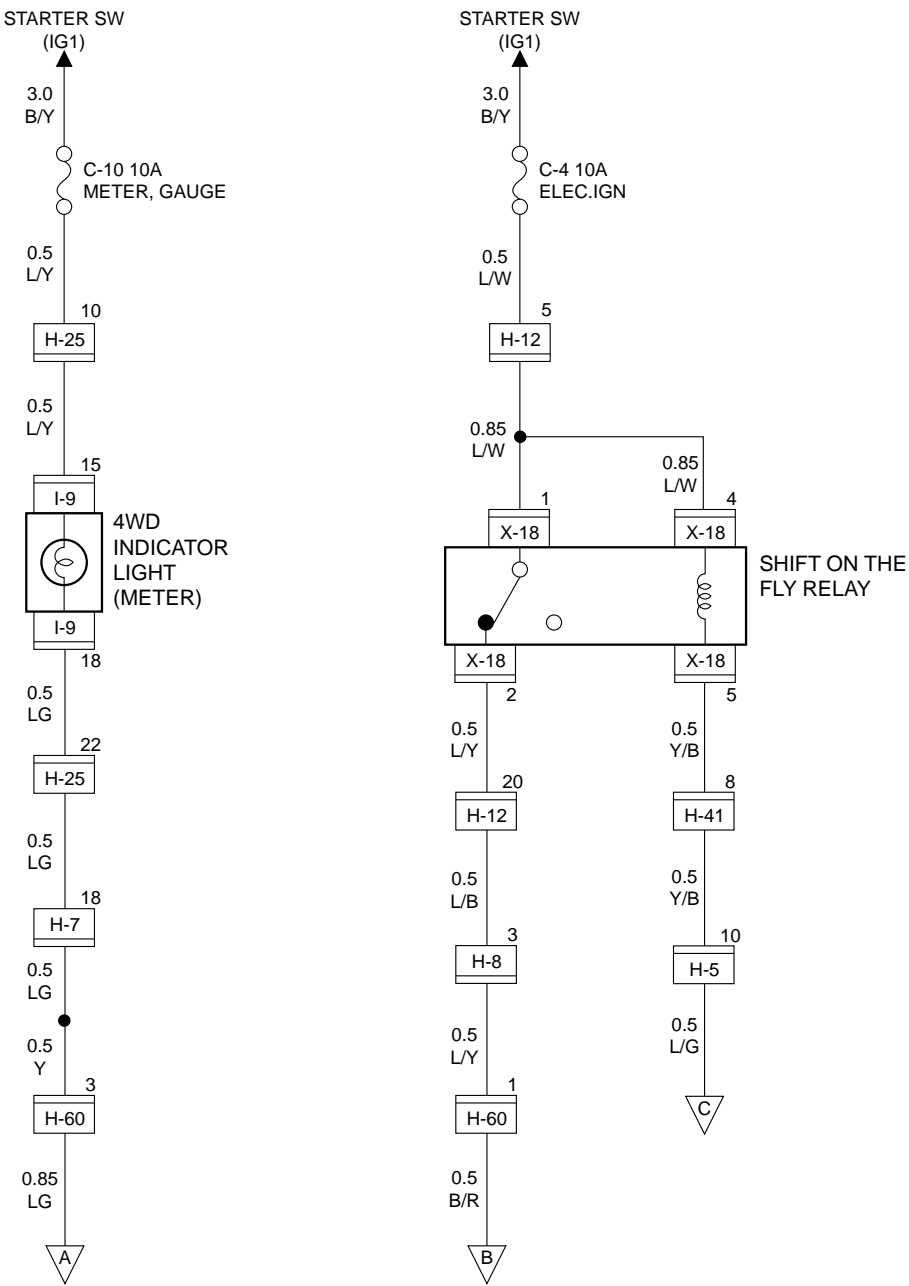 STARTER SW
(IG1)
3.0
B/Y
C-10 10A
METER, GAUGE
0.5
L/Y
10
H-25
0.5
L/Y
15
I-9
4WD
INDICATOR
LIGHT
(METER)
I-9
18
0.5
LG
22
H-25
0.5
LG
18
H-7
0.5
LG
0.5
Y
3
H-60
0.85
LG
A
STARTER SW
(IG1)
3.0
B/Y
C-4 10A
ELEC.IGN
0.5
L/W
5
H-12
0.85
L/W
0.85
L/W
1
X-18
4
X-18
SHIFT ON THE
FLY RELAY
X-18
2
X-18
5
0.5
L/Y
20
H-12
0.5
L/B
3
H-8
0.5
L/Y
1
H-60
0.5
B/R
B
0.5
Y/B
8
H-41
0.5
Y/B
10
H-5
0.5
L/G
C